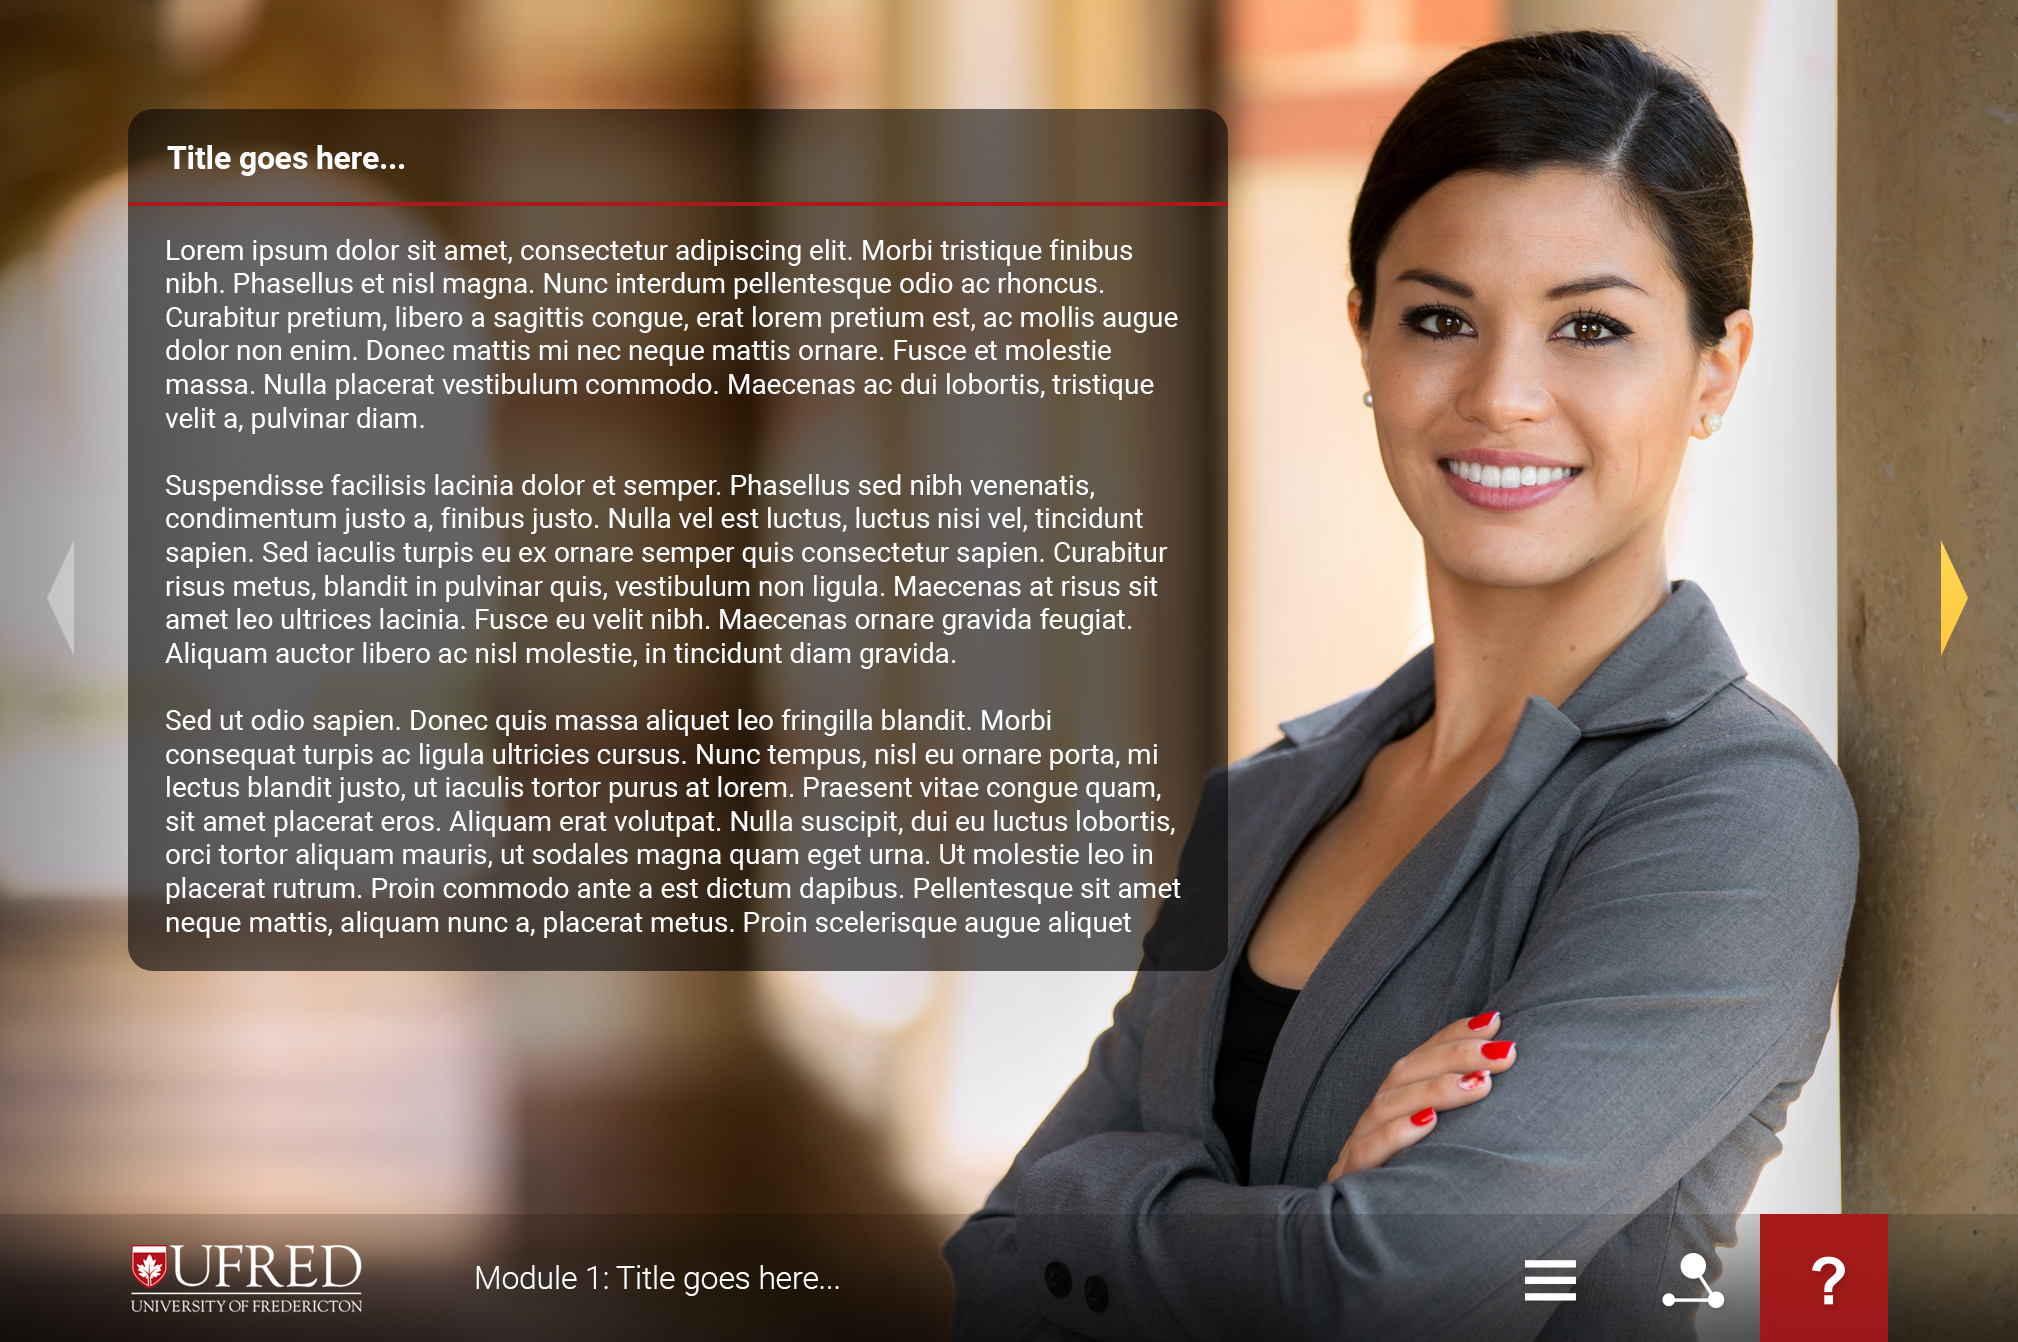 Title goes here...
Lorem ipsum dolor sit amet, consectetur adipiscing elit. Morbi tristique finibus
nibh. Phasellus et nisl magna. Nunc interdum pellentesque odio ac rhoncus.
Curabitur pretium, libero a sagittis congue, erat lorem pretium est, ac mollis augue
dolor non enim. Donec mattis mi nec neque mattis ornare. Fusce et molestie
massa. Nulla placerat vestibulum commodo. Maecenas ac dui lobortis, tristique
velit a, pulvinar diam.
Suspendisse facilisis lacinia dolor et semper. Phasellus sed nibh venenatis,
condimentum justo a, finibus justo. Nulla vel est luctus, luctus nisi vel, tincidunt
sapien. Sed iaculis turpis eu ex ornare semper quis consectetur sapien. Curabitur
risus metus, blandit in pulvinar quis, vestibulum non ligula. Maecenas at risus sit
amet leo ultrices lacinia. Fusce eu velit nibh. Maecenas ornare gravida feugiat.
Aliquam auctor libero ac nisl molestie, in tincidunt diam gravida.
Sed ut odio sapien. Donec quis massa aliquet leo fringilla blandit. Morbi
consequat turpis ac ligula ultricies cursus. Nunc tempus, nisl eu ornare porta, mi
lectus blandit justo, ut iaculis tortor purus at lorem. Praesent vitae congue quam,
sit amet placerat eros. Aliquam erat volutpat. Nulla suscipit, dui eu luctus lobortis,
orci tortor aliquam mauris, ut sodales magna quam eget urna. Ut molestie leo in
placerat rutrum. Proin commodo ante a est dictum dapibus. Pellentesque sit amet
neque mattis, aliquam nunc a, placerat metus. Proin scelerisque augue aliquet
UFRED
UNIVERSITY OF FREDERICTON
Module 1: Title goes here...
?